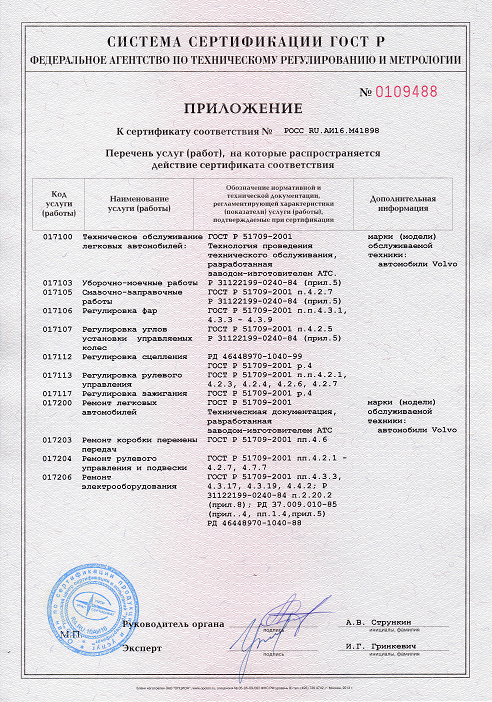 СИСТЕМА СЕРТИФИКАЦИИ ГОСТ Р
ФЕДЕРАЛЬНОЕ АГЕНТСТВО ПО ТЕХНИЧЕСКОМУ РЕГУЛИРОВАНИЮ И МЕТРОЛОГИИ
№ 0109488
ПРИЛОЖЕНИЕ
К сертификату соответствия № РОСС RU.АИ16.М41898
Перечень услуг (работ), на которые распространяется
действие сертификата соответствия
Код услуги (работы)
Наименование услуги (работы)
Обозначение нормативной и технической документации, регламентирующей характеристики (показатели) услуги (работы), подтверждаемые при сертификации
Дополнительная информация
017100 Техническое обслуживание ГОСТ Р 51709-2001 марки (модели)
легковых автомобилей: Технология проведения обслуживаемой
технического обслуживания, техники:
разработанная автомобили Volvo
заводом-изготовителем АТС.
017103 Уборочно-моечные работы Р 31122199-0240-84 (прил.5)
017105 Смазочно-заправочные ГОСТ Р 51709-2001 п.4.2.7
работы Р 31122199-0240-84 (прил.5)
017106 Регулировка фар ГОСТ Р 51709-2001 п.п.4.3.1,
4.3.3 - 4.3.9
017107 Регулировка углов ГОСТ Р 51709-2001 п.4.2.5
установки управляемых Р 31122199-0240-84 (прил.5)
колес
017112 Регулировка сцепления РД 46448970-1040-99
ГОСТ Р 51709-2001 р.4
017113 Регулировка рулевого ГОСТ Р 51709-2001 п.п.4.2.1,
управления 4.2.3, 4.2.4, 4.2.6, 4.2.7
017117 Регулировка зажигания ГОСТ Р 51709-2001 р.4
017200 Ремонт легковых ГОСТ Р 51709-2001 марки (модели)
автомобилей Техническая документация, обслуживаемой
разработанная техники:
заводом-изготовителем АТС автомобили Volvo
017203 Ремонт коробки перемены ГОСТ Р 51709-2001 пп.4.6
передач
017204 Ремонт рулевого ГОСТ Р 51709-2001 пп.4.2.1 -
управления и подвески 4.2.7, 4.7.7
017206 Ремонт ГОСТ Р 51709-2001 пп.4.3.3,
электрооборудования 4.3.17, 4.3.19, 4.4.2; Р
31122199-0240-84 п.2.20.2
(прил.8); РД 37.009.010-85
(прил..4, пп.1.4,прил.5)
РД 46448970-1040-88
Руководитель органа А.В. Стрункин
подпись инициалы, фамилия
М.П.
Эксперт И.Г. Гринкевич
подпись инициалы, фамилия